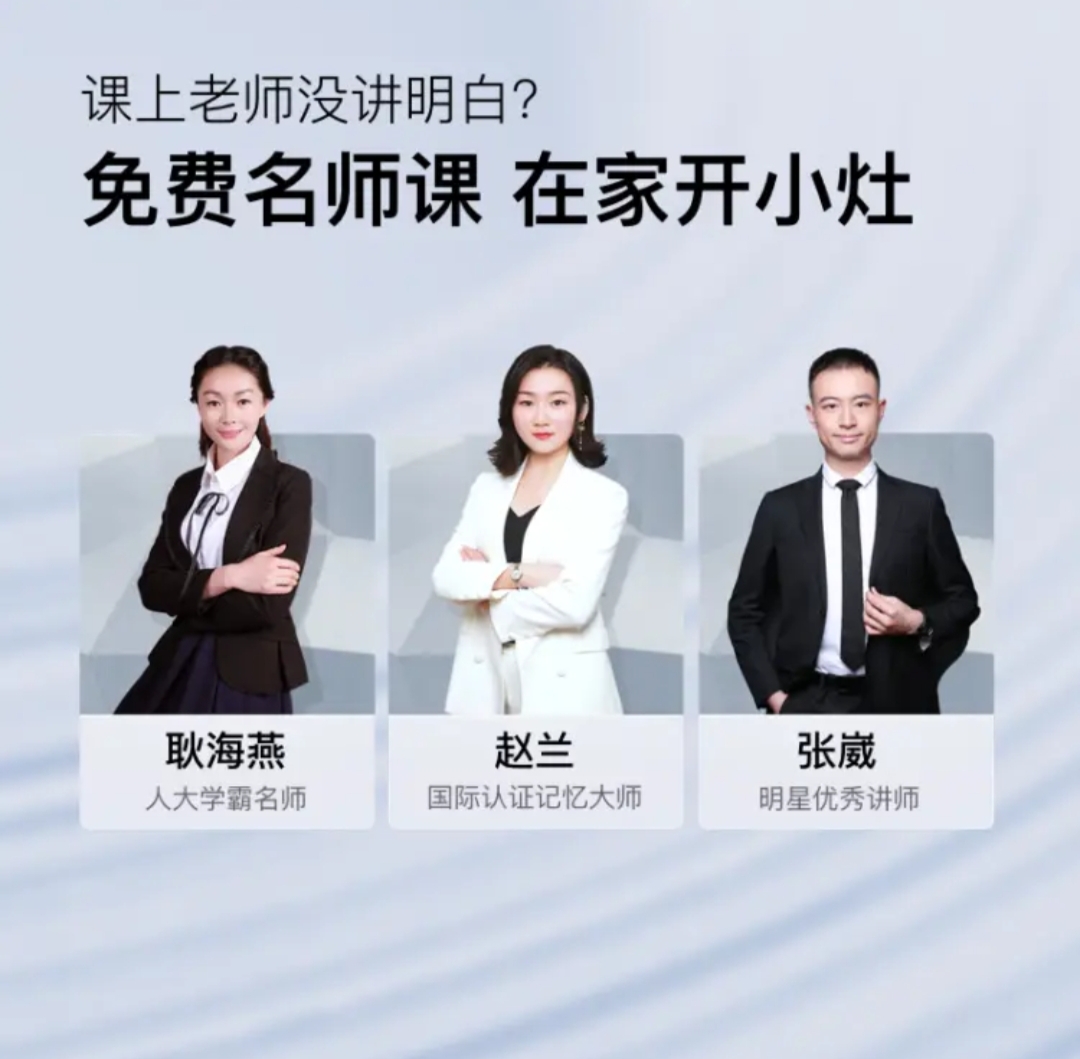 课上老师没讲明白？
免费名师课 在家开小灶
耿海燕
人大学霸名师
赵兰
国际认证记忆大师
张崴
明星优秀讲师